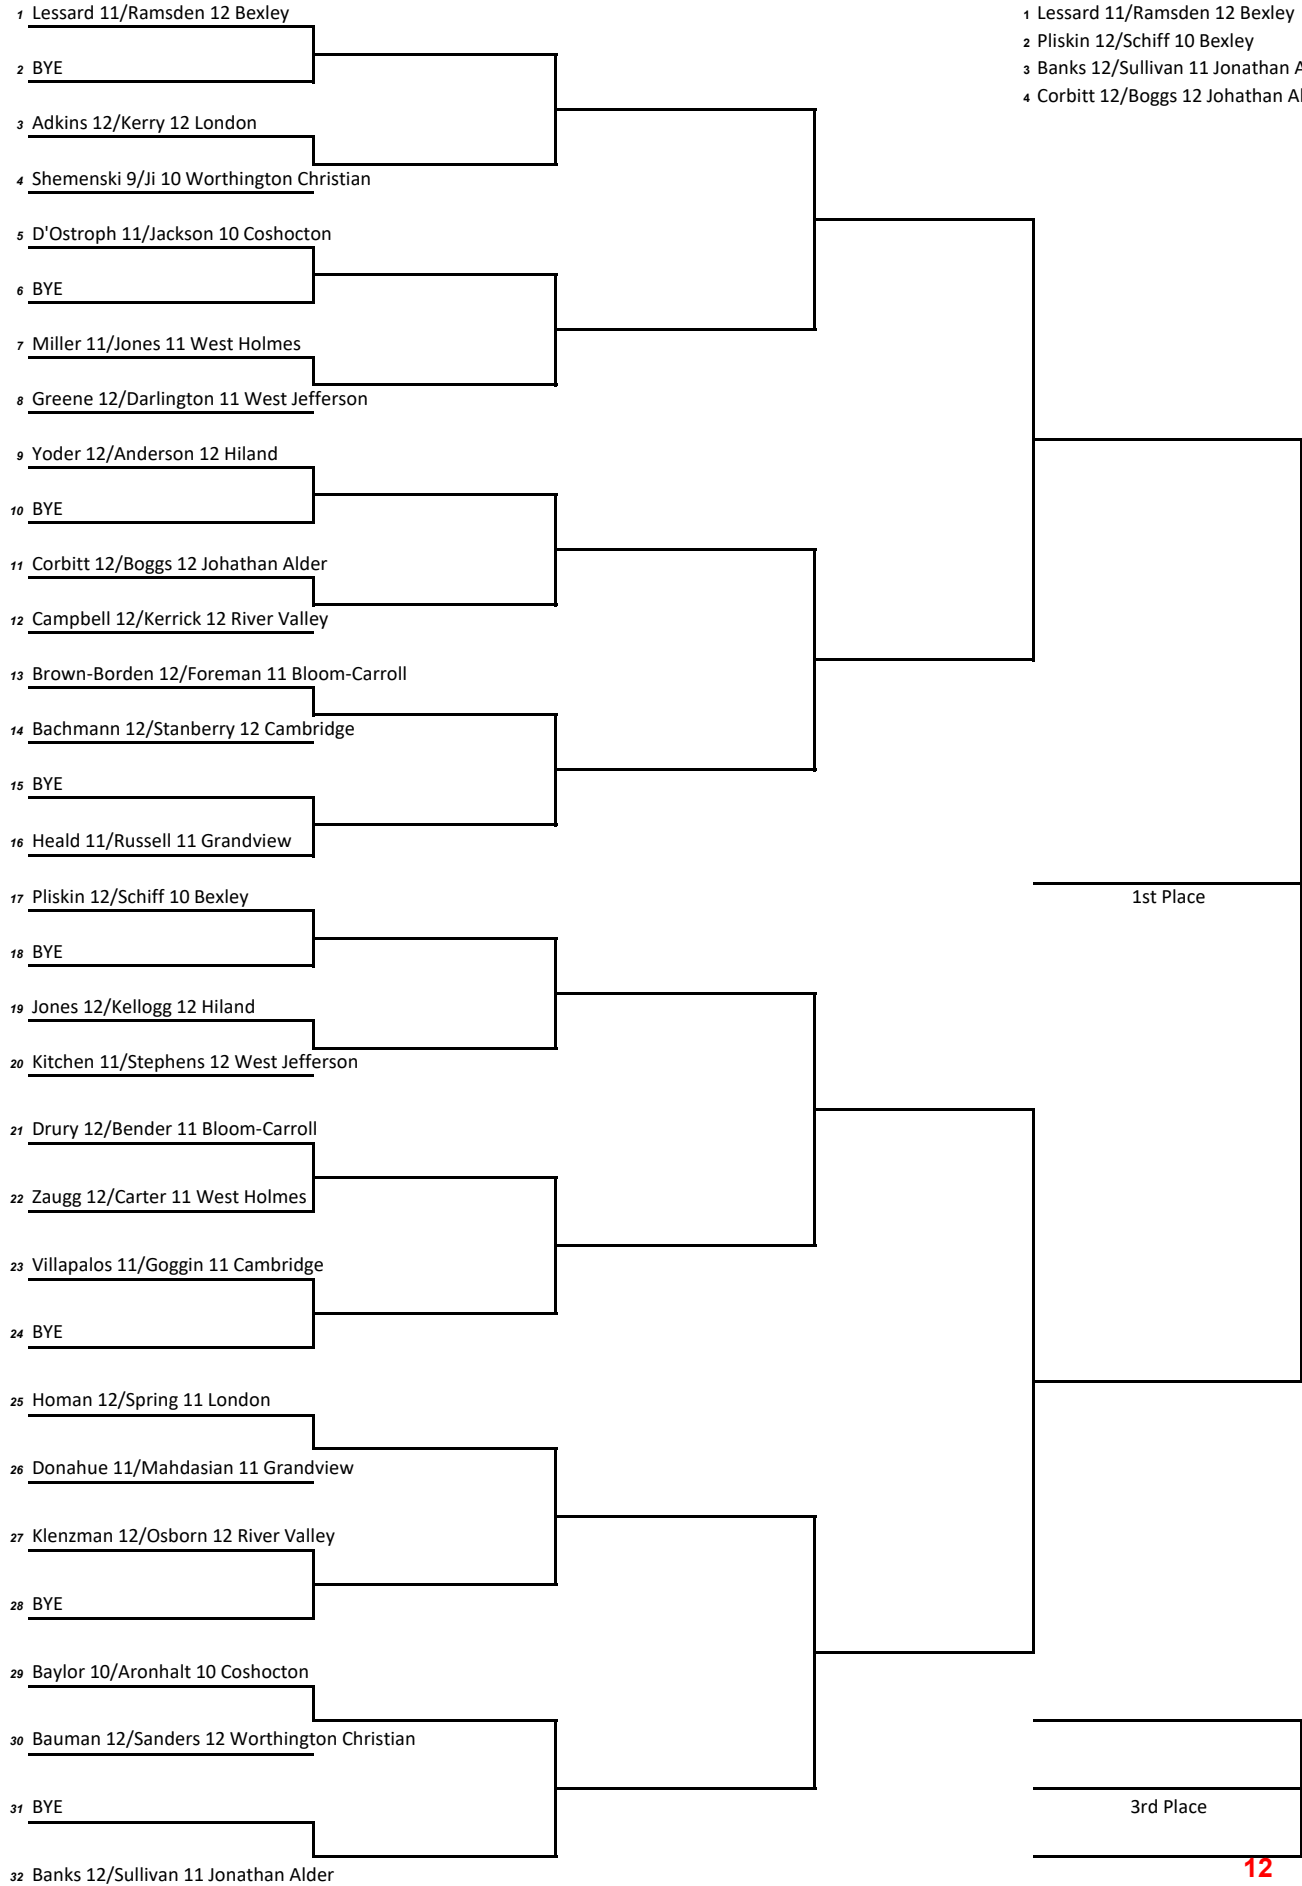 1 Lessard 11/Ramsden 12 Bexley
2 BYE
3 Adkins 12/Kerry 12 London
4 Shemenski 9/Ji 10 Worthington Christian
5 D'Ostroph 11/Jackson 10 Coshocton
6 BYE
7 Miller 11/Jones 11 West Holmes
8 Greene 12/Darlington 11 West Jefferson
9 Yoder 12/Anderson 12 Hiland
10 BYE
11 Corbitt 12/Boggs 12 Johathan Alder
12 Campbell 12/Kerrick 12 River Valley
13 Brown-Borden 12/Foreman 11 Bloom-Carroll
14 Bachmann 12/Stanberry 12 Cambridge
15 BYE
16 Heald 11/Russell 11 Grandview
17 Pliskin 12/Schiff 10 Bexley
18 BYE
19 Jones 12/Kellogg 12 Hiland
20 Kitchen 11/Stephens 12 West Jefferson
21 Drury 12/Bender 11 Bloom-Carroll
22 Zaugg 12/Carter 11 West Holmes
23 Villapalos 11/Goggin 11 Cambridge
24 BYE
25 Homan 12/Spring 11 London
26 Donahue 11/Mahdasian 11 Grandview
27 Klenzman 12/Osborn 12 River Valley
28 BYE
29 Baylor 10/Aronhalt 10 Coshocton
30 Bauman 12/Sanders 12 Worthington Christian
31 BYE
32 Banks 12/Sullivan 11 Jonathan Alder
1 Lessard 11/Ramsden 12 Bexley
2 Pliskin 12/Schiff 10 Bexley
3 Banks 12/Sullivan 11 Jonathan
4 Corbitt 12/Boggs 12 Johathan
1st Place
3rd Place
12